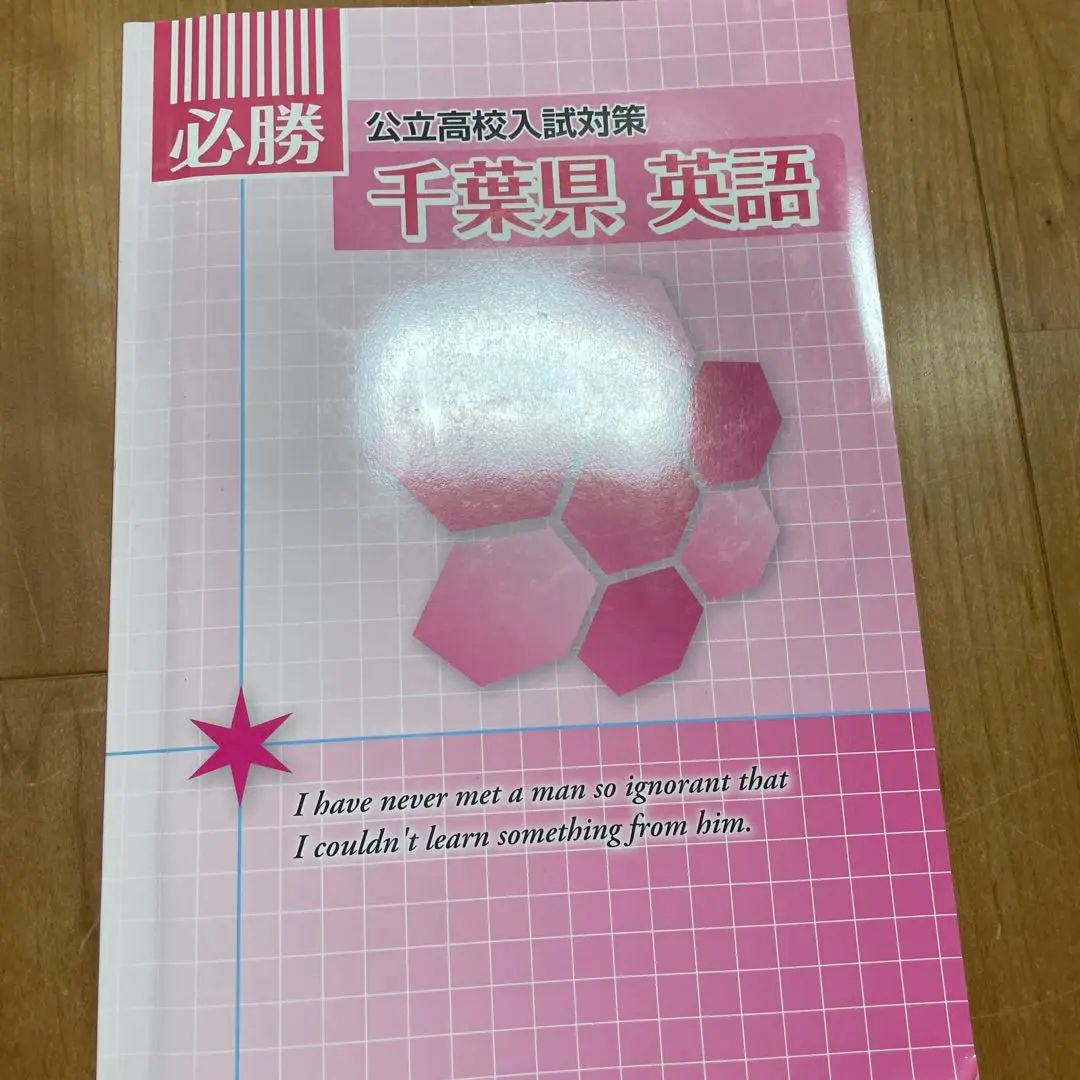 必勝
公立高校入試対策
千葉県 英語
I have never met a man so ignorant that
I couldn't learn something from him.